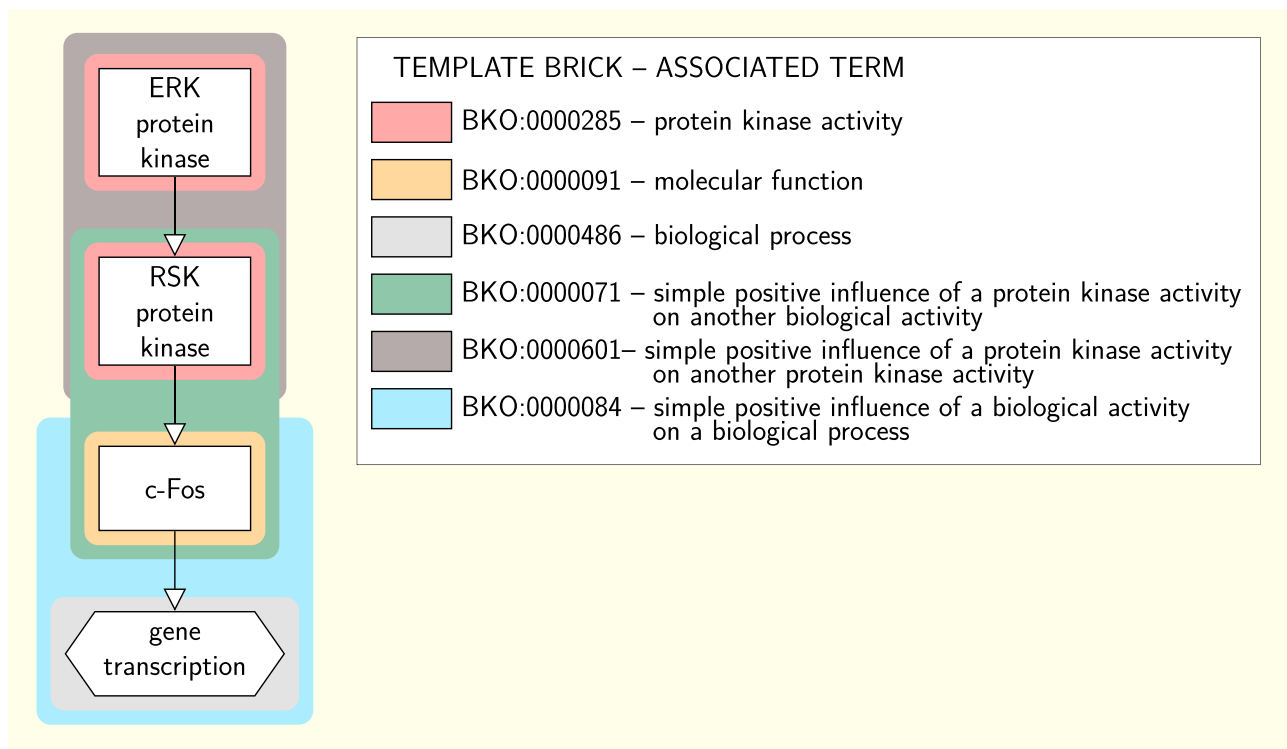 ERK
protein
kinase
RSK
protein
kinase
c-Fos
gene
transcription
TEMPLATE BRICK – ASSOCIATED TERM
BKO:0000285 – protein kinase activity
BKO:0000091 – molecular function
BKO:0000486 – biological process
BKO:0000071 – simple positive influence of a protein kinase activity
on another biological activity
BKO:0000601– simple positive influence of a protein kinase activity
on another protein kinase activity
BKO:0000084 – simple positive influence of a biological activity
on a biological process